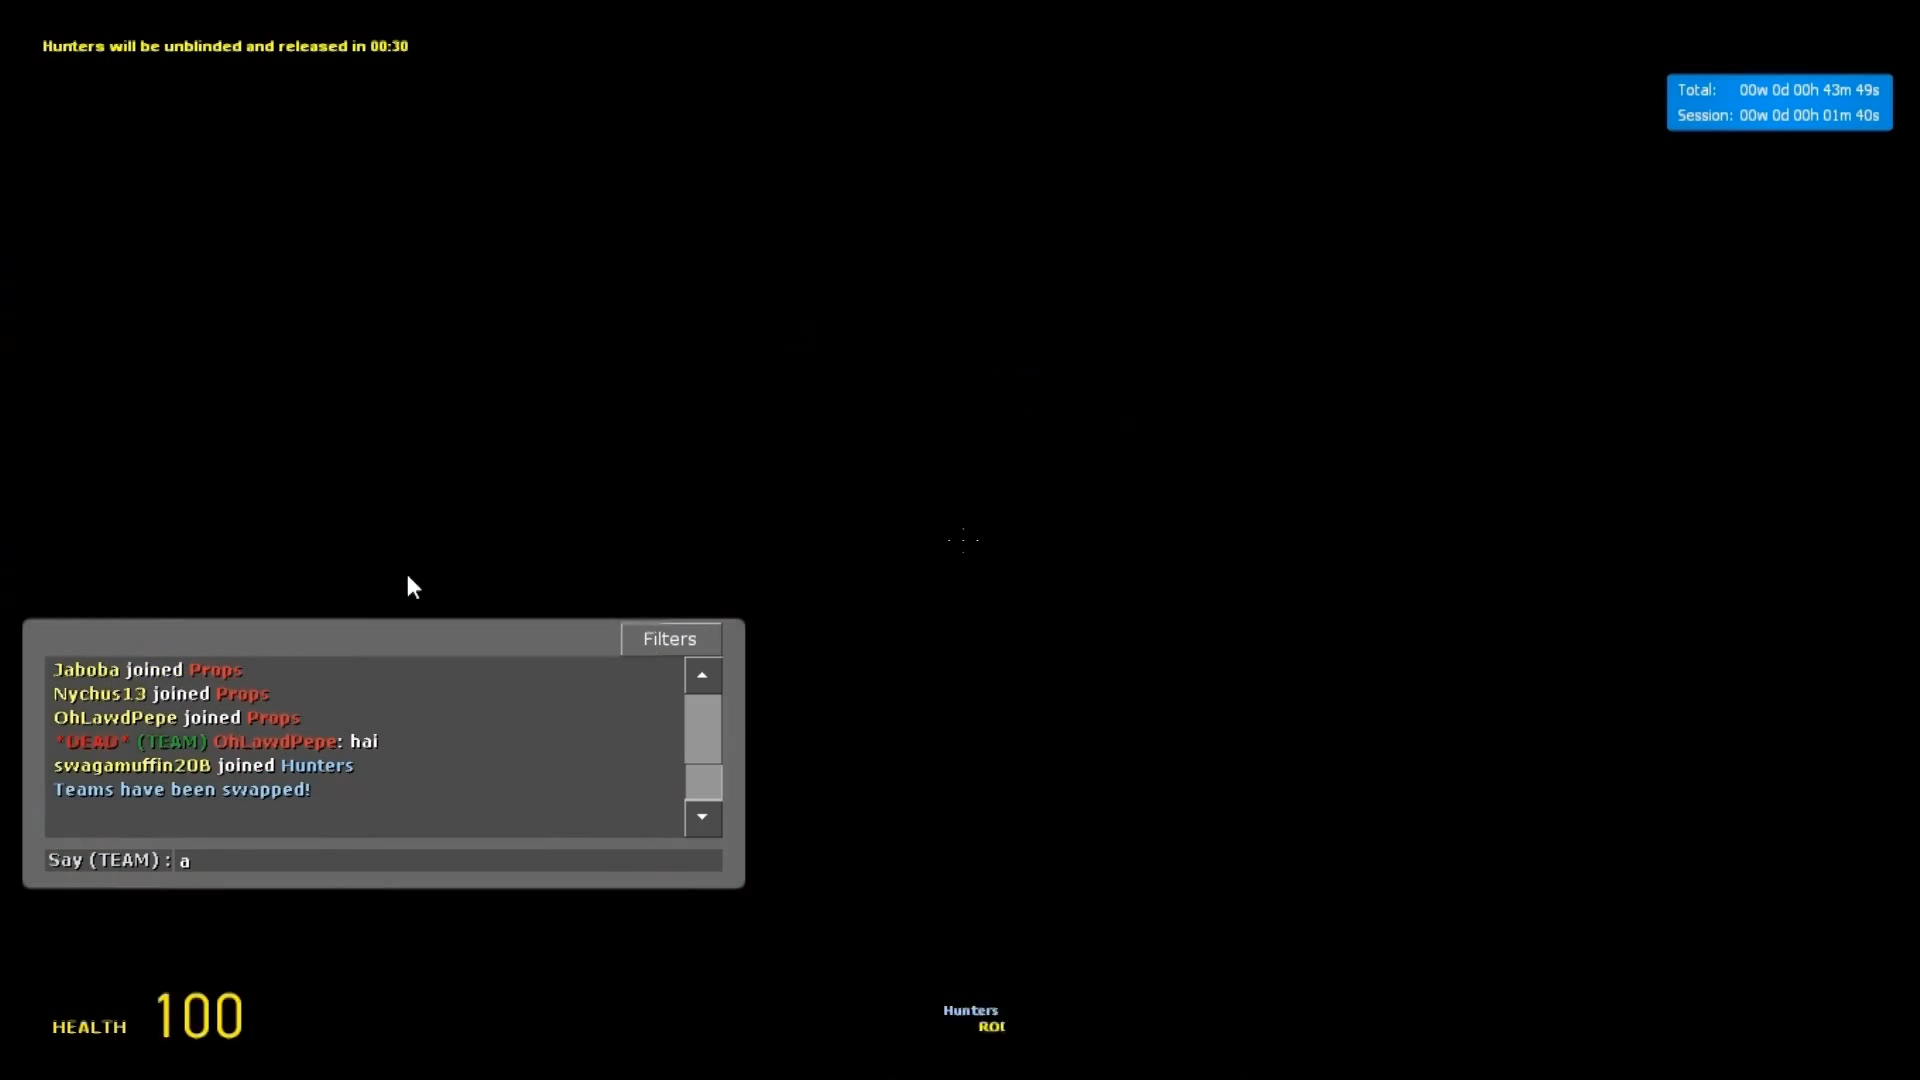 Hunters will be unblinded and released in 00:30
Total: 00w 0d 00h 43m 49s
Session: 00w 0d 00h 01m 40s
Filters
Jaboba joined Props
Nychus13 joined Props
OhLawdPepe joined Props
*DEAD* (TEAM) OhLawdPepe: hai
swagamuffin20B joined Hunters
Teams have been swapped!
Say (TEAM) : a
HEALTH 100
Hunters